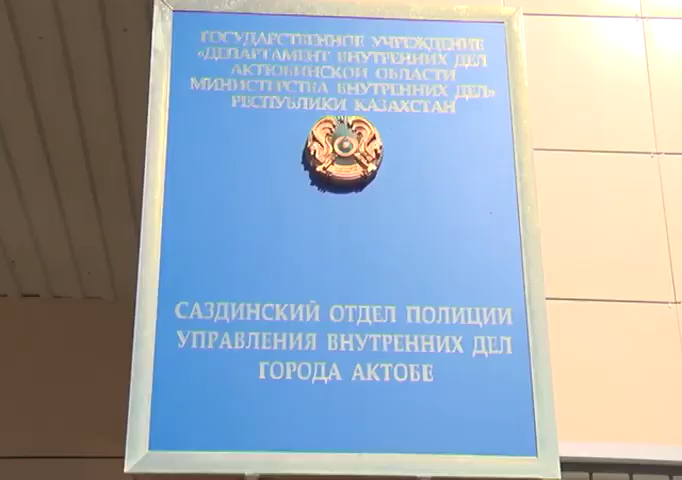 ГОСУДАРСТВЕННОЕ УЧРЕЖДЕНИЕ
«ДЕПАРТАМЕНТ ВНУТРЕННИХ ДЕЛ
АКТЮБИНСКОЙ ОБЛАСТИ
МИНИСТЕРСТВА ВНУТРЕННИХ ДЕЛ»
РЕСПУБЛИКИ КАЗАХСТАН
САЗДИНСКИЙ ОТДЕЛ ПОЛИЦИИ
УПРАВЛЕНИЯ ВНУТРЕННИХ ДЕЛ
ГОРОДА АКТОБЕ